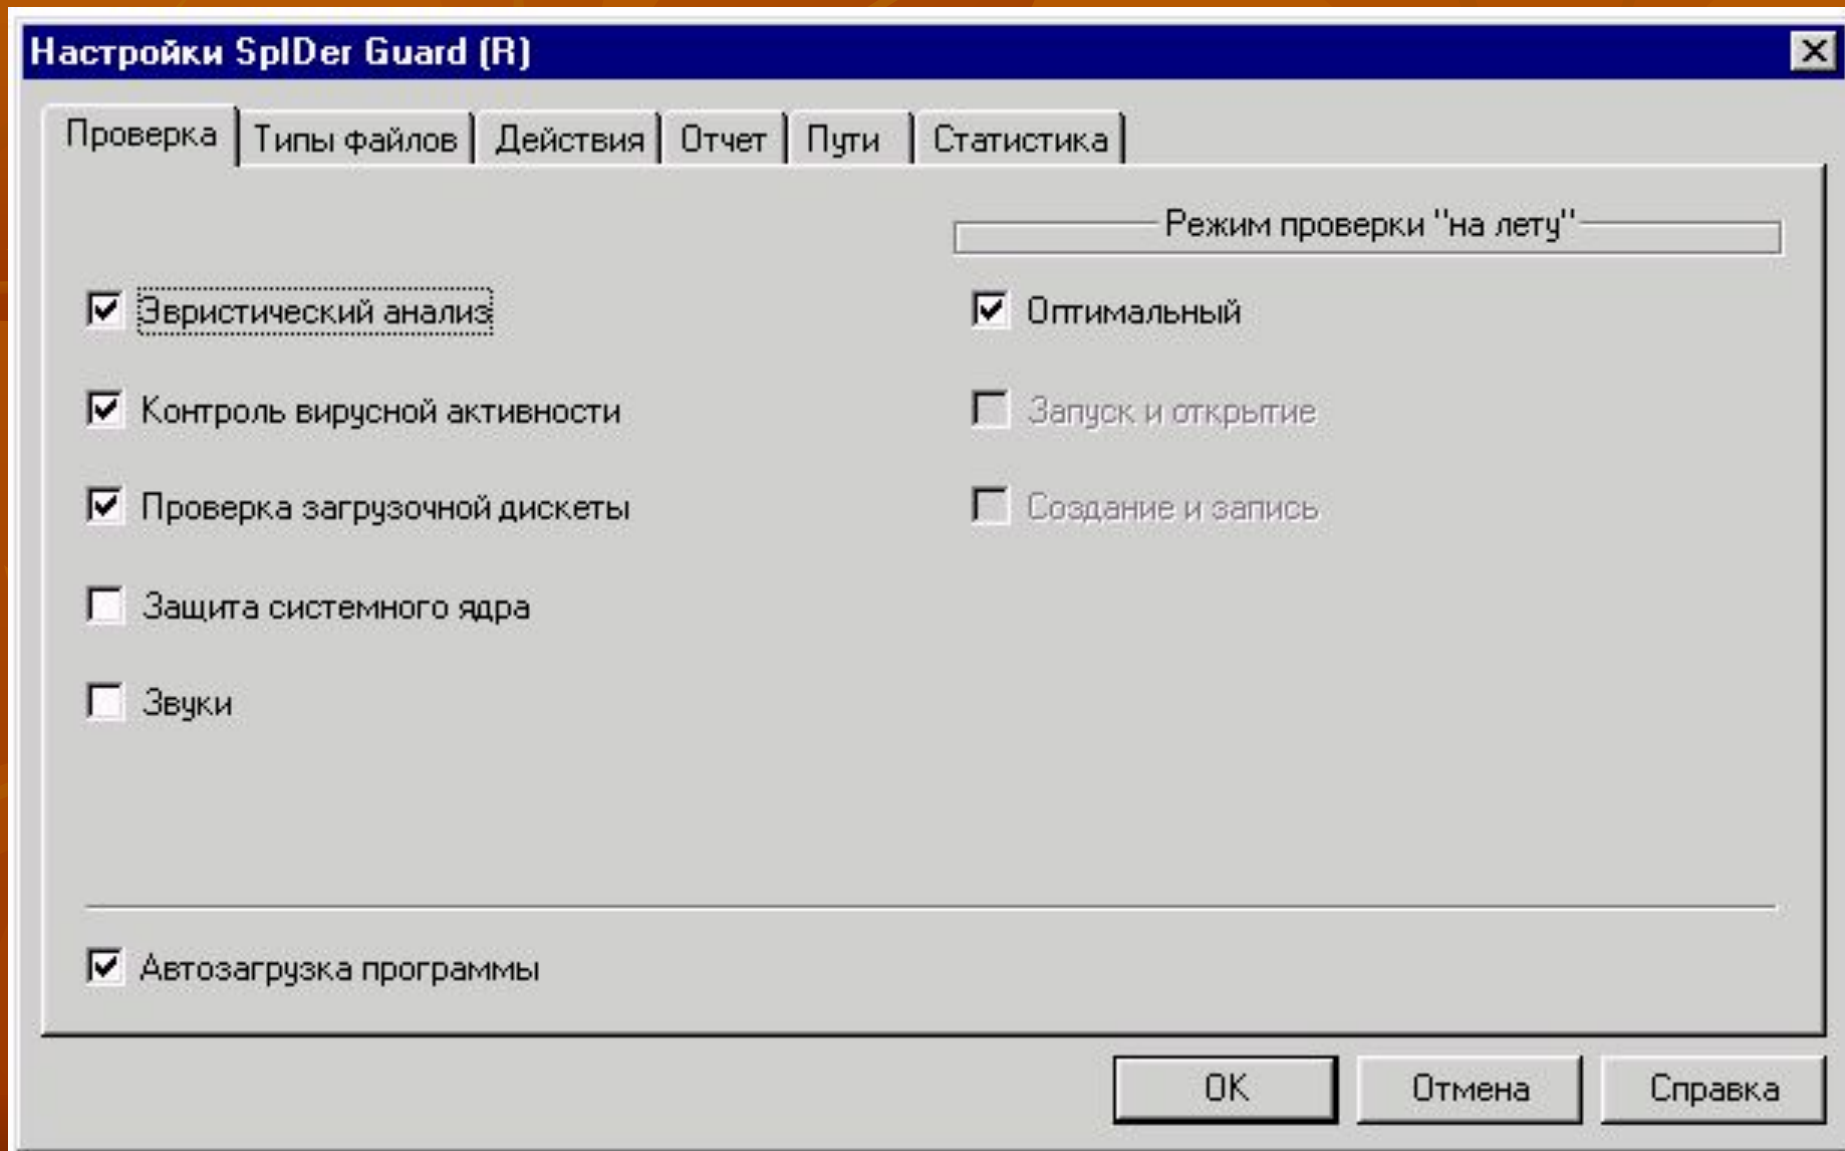 Настройки SpIDer Guard (R)
Проверка Типы файлов Действия Отчет Пути Статистика
Режим проверки "на лету"
Эвристический анализ
Оптимальный
Контроль вирусной активности
Запуск и открытие
Проверка загрузочной дискеты
Создание и запись
Защита системного ядра
Звуки
Автозагрузка программы
OK Отмена Справка